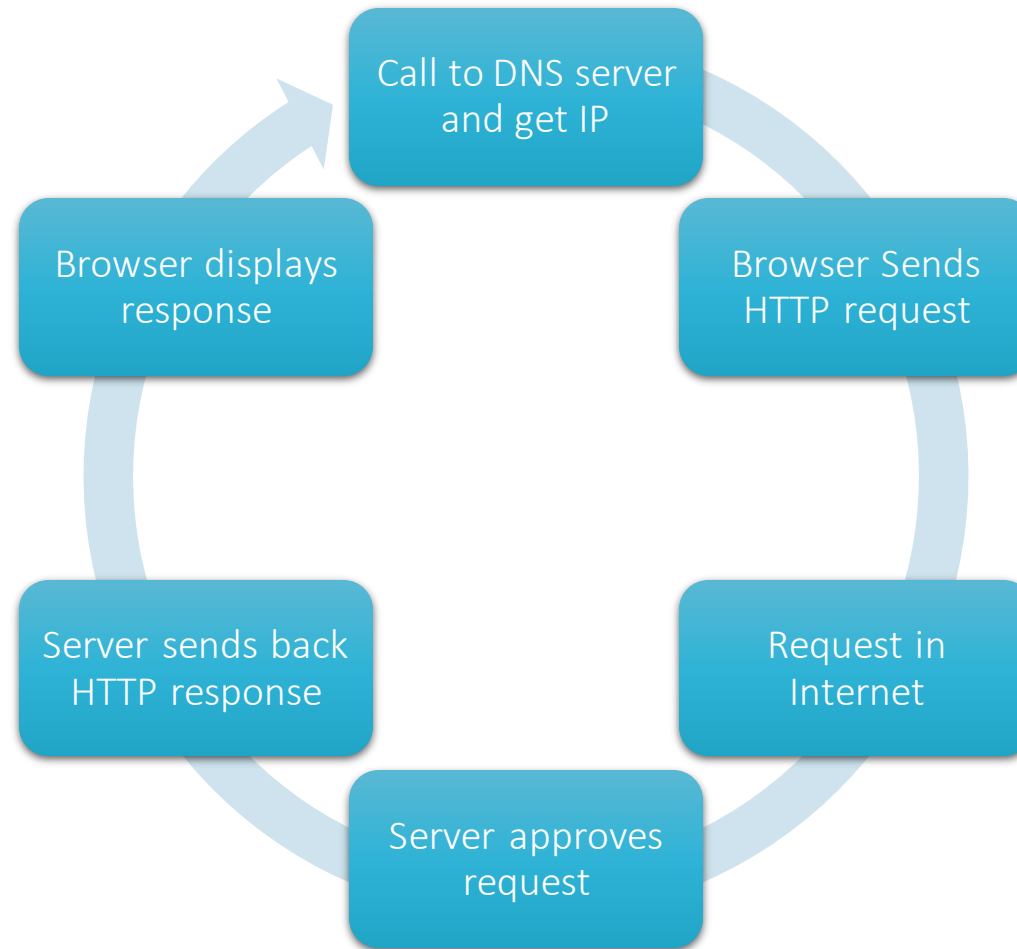 Call to DNS server
and get IP
Browser Sends
HTTP request
Request in
Internet
Server approves
request
Server sends back
HTTP response
Browser displays
response